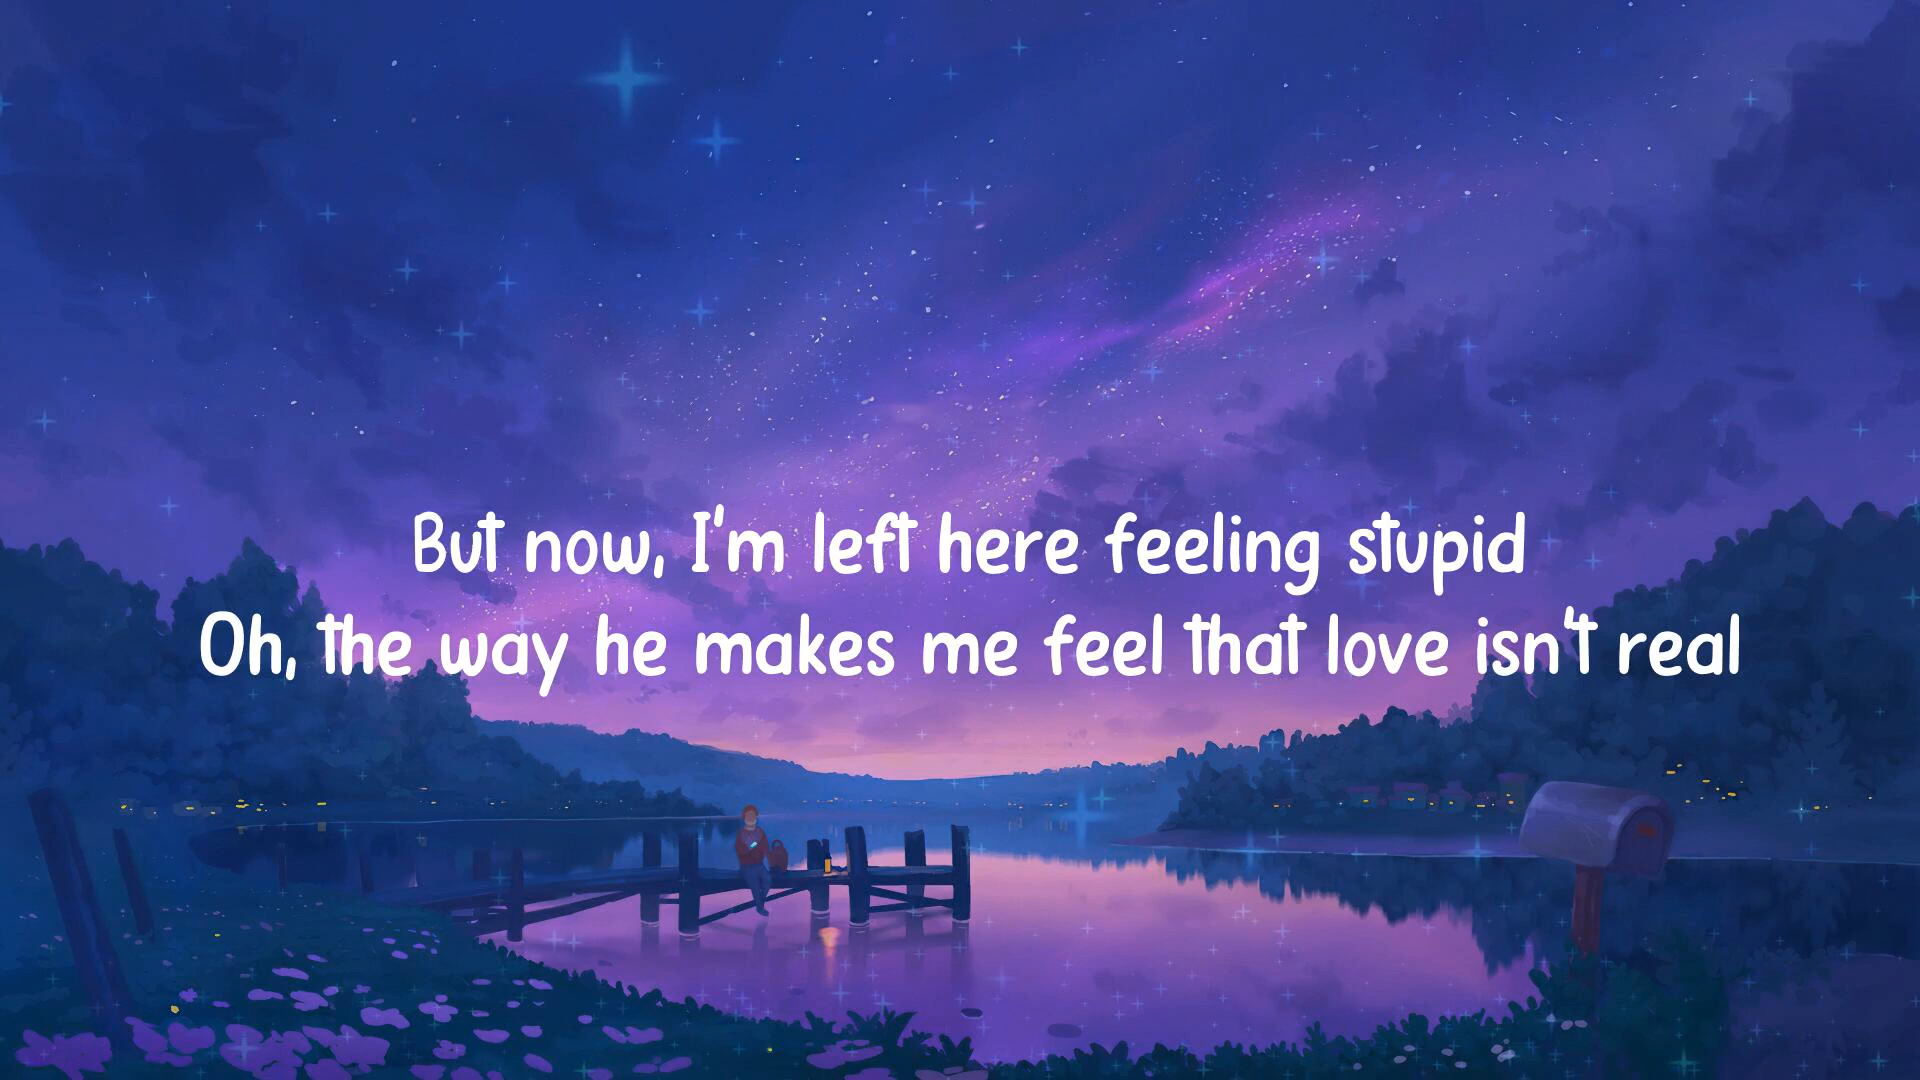 But now, I'm left here feeling stupid
Oh, the way he makes me feel that love isn't real